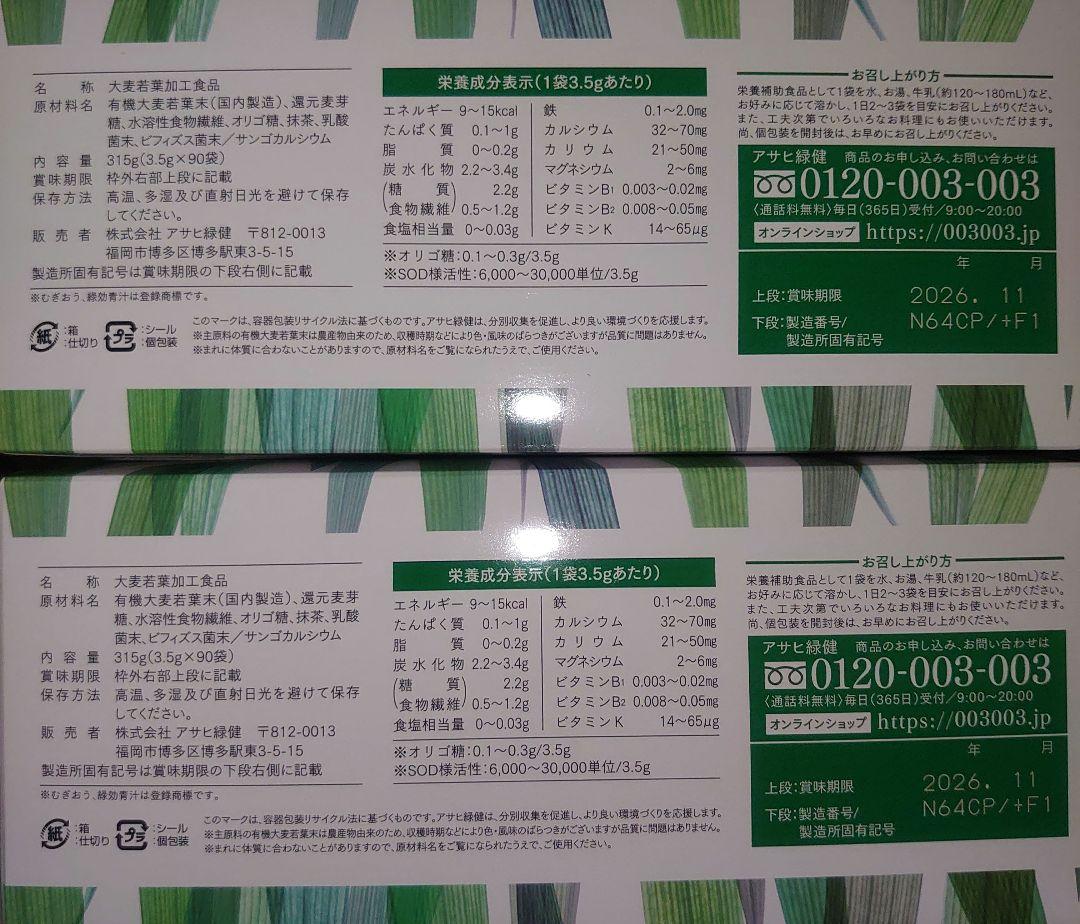 名称 大麦若葉加工食品
原材料名 有機大麦若葉末(国内製造)、還元麦芽
糖、水溶性食物繊維、オリゴ糖、抹茶、乳酸
菌末、ビフィズス菌末／サンゴカルシウム
内容量 315g(3.5g×90袋)
賞味期限 枠外右部上段に記載
保存方法 高温、多湿及び直射日光を避けて保存
してください。
販売者 株式会社 アサヒ緑健 〒812-0013
福岡市博多区博多駅東3-5-15
製造所固有記号は賞味期限の下段右側に記載
※むぎおう、緑効青汁は登録商標です。
紙 :箱 :仕切り
プラ :シール :個包装
このマークは、容器包装リサイクル法に基づくものです。アサヒ緑健は、分別収集を促進し、より良い環境づくりを応援します。
※主原料の有機大麦若葉末は農産物由来のため、収穫時期などにより色・風味のばらつきがございますが品質に問題はありません。
※まれに体質に合わないことがありますので、原材料名をご覧になられたうえで、ご使用ください。
栄養成分表示(1袋3.5gあたり)
エネルギー 9〜15kcal
たんぱく質 0.1〜1g
脂質 0〜0.2g
炭水化物 2.2〜3.4g
(糖質 2.2g
食物繊維) 0.5〜1.2g
食塩相当量 0〜0.03g
鉄 0.1〜2.0mg
カルシウム 32〜70mg
カリウム 21〜50mg
マグネシウム 2〜6mg
ビタミンB1 0.003〜0.02mg
ビタミンB2 0.008〜0.05mg
ビタミンK 14〜65μg
※オリゴ糖:0.1〜0.3g/3.5g
※SOD様活性:6,000〜30,000単位/3.5g
お召し上がり方
栄養補助食品として1袋を水、お湯、牛乳(約120〜180mL)など、
お好みに応じて溶かし、1日2〜3袋を目安にお召し上がりください。
また、工夫次第でいろいろなお料理にもお使いいただけます。
尚、個包装を開封後は、お早めにお召し上がりください。
アサヒ緑健 商品のお申し込み、お問い合わせは
0120-003-003
〈通話料無料〉毎日(365日)受付／9:00〜20:00
オンラインショップ https://003003.jp
年 月
上段:賞味期限 2026. 11
下段:製造番号/ N64CP/+F1
製造所固有記号
名称 大麦若葉加工食品
原材料名 有機大麦若葉末(国内製造)、還元麦芽
糖、水溶性食物繊維、オリゴ糖、抹茶、乳酸
菌末、ビフィズス菌末／サンゴカルシウム
内容量 315g(3.5g×90袋)
賞味期限 枠外右部上段に記載
保存方法 高温、多湿及び直射日光を避けて保存
してください。
販売者 株式会社 アサヒ緑健 〒812-0013
福岡市博多区博多駅東3-5-15
製造所固有記号は賞味期限の下段右側に記載
※むぎおう、緑効青汁は登録商標です。
紙 :箱 :仕切り
プラ :シール :個包装
このマークは、容器包装リサイクル法に基づくものです。アサヒ緑健は、分別収集を促進し、より良い環境づくりを応援します。
※主原料の有機大麦若葉末は農産物由来のため、収穫時期などにより色・風味のばらつきがございますが品質に問題はありません。
※まれに体質に合わないことがありますので、原材料名をご覧になられたうえで、ご使用ください。
栄養成分表示(1袋3.5gあたり)
エネルギー 9〜15kcal
たんぱく質 0.1〜1g
脂質 0〜0.2g
炭水化物 2.2〜3.4g
(糖質 2.2g
食物繊維) 0.5〜1.2g
食塩相当量 0〜0.03g
鉄 0.1〜2.0mg
カルシウム 32〜70mg
カリウム 21〜50mg
マグネシウム 2〜6mg
ビタミンB1 0.003〜0.02mg
ビタミンB2 0.008〜0.05mg
ビタミンK 14〜65μg
※オリゴ糖:0.1〜0.3g/3.5g
※SOD様活性:6,000〜30,000単位/3.5g
お召し上がり方
栄養補助食品として1袋を水、お湯、牛乳(約120〜180mL)など、
お好みに応じて溶かし、1日2〜3袋を目安にお召し上がりください。
また、工夫次第でいろいろなお料理にもお使いいただけます。
尚、個包装を開封後は、お早めにお召し上がりください。
アサヒ緑健 商品のお申し込み、お問い合わせは
0120-003-003
〈通話料無料〉毎日(365日)受付／9:00〜20:00
オンラインショップ https://003003.jp
年 月
上段:賞味期限 2026. 11
下段:製造番号/ N64CP/+F1
製造所固有記号